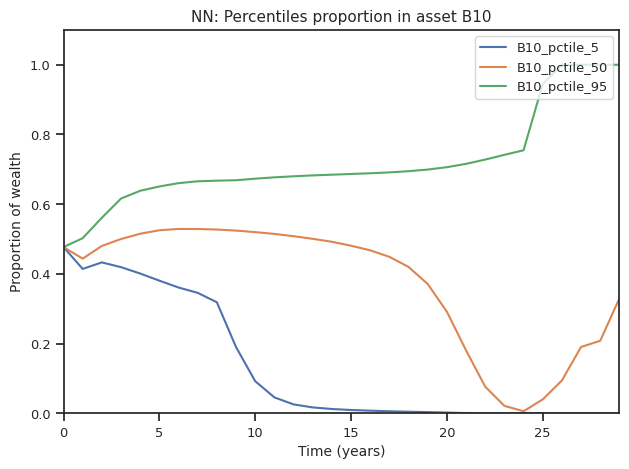 NN: Percentiles proportion in asset B10
B10_pctile_5
B10_pctile_50
B10_pctile_95
Proportion of wealth
1.0
0.8
0.6
0.4
0.2
0.0
0 5 10 15 20 25
Time (years)